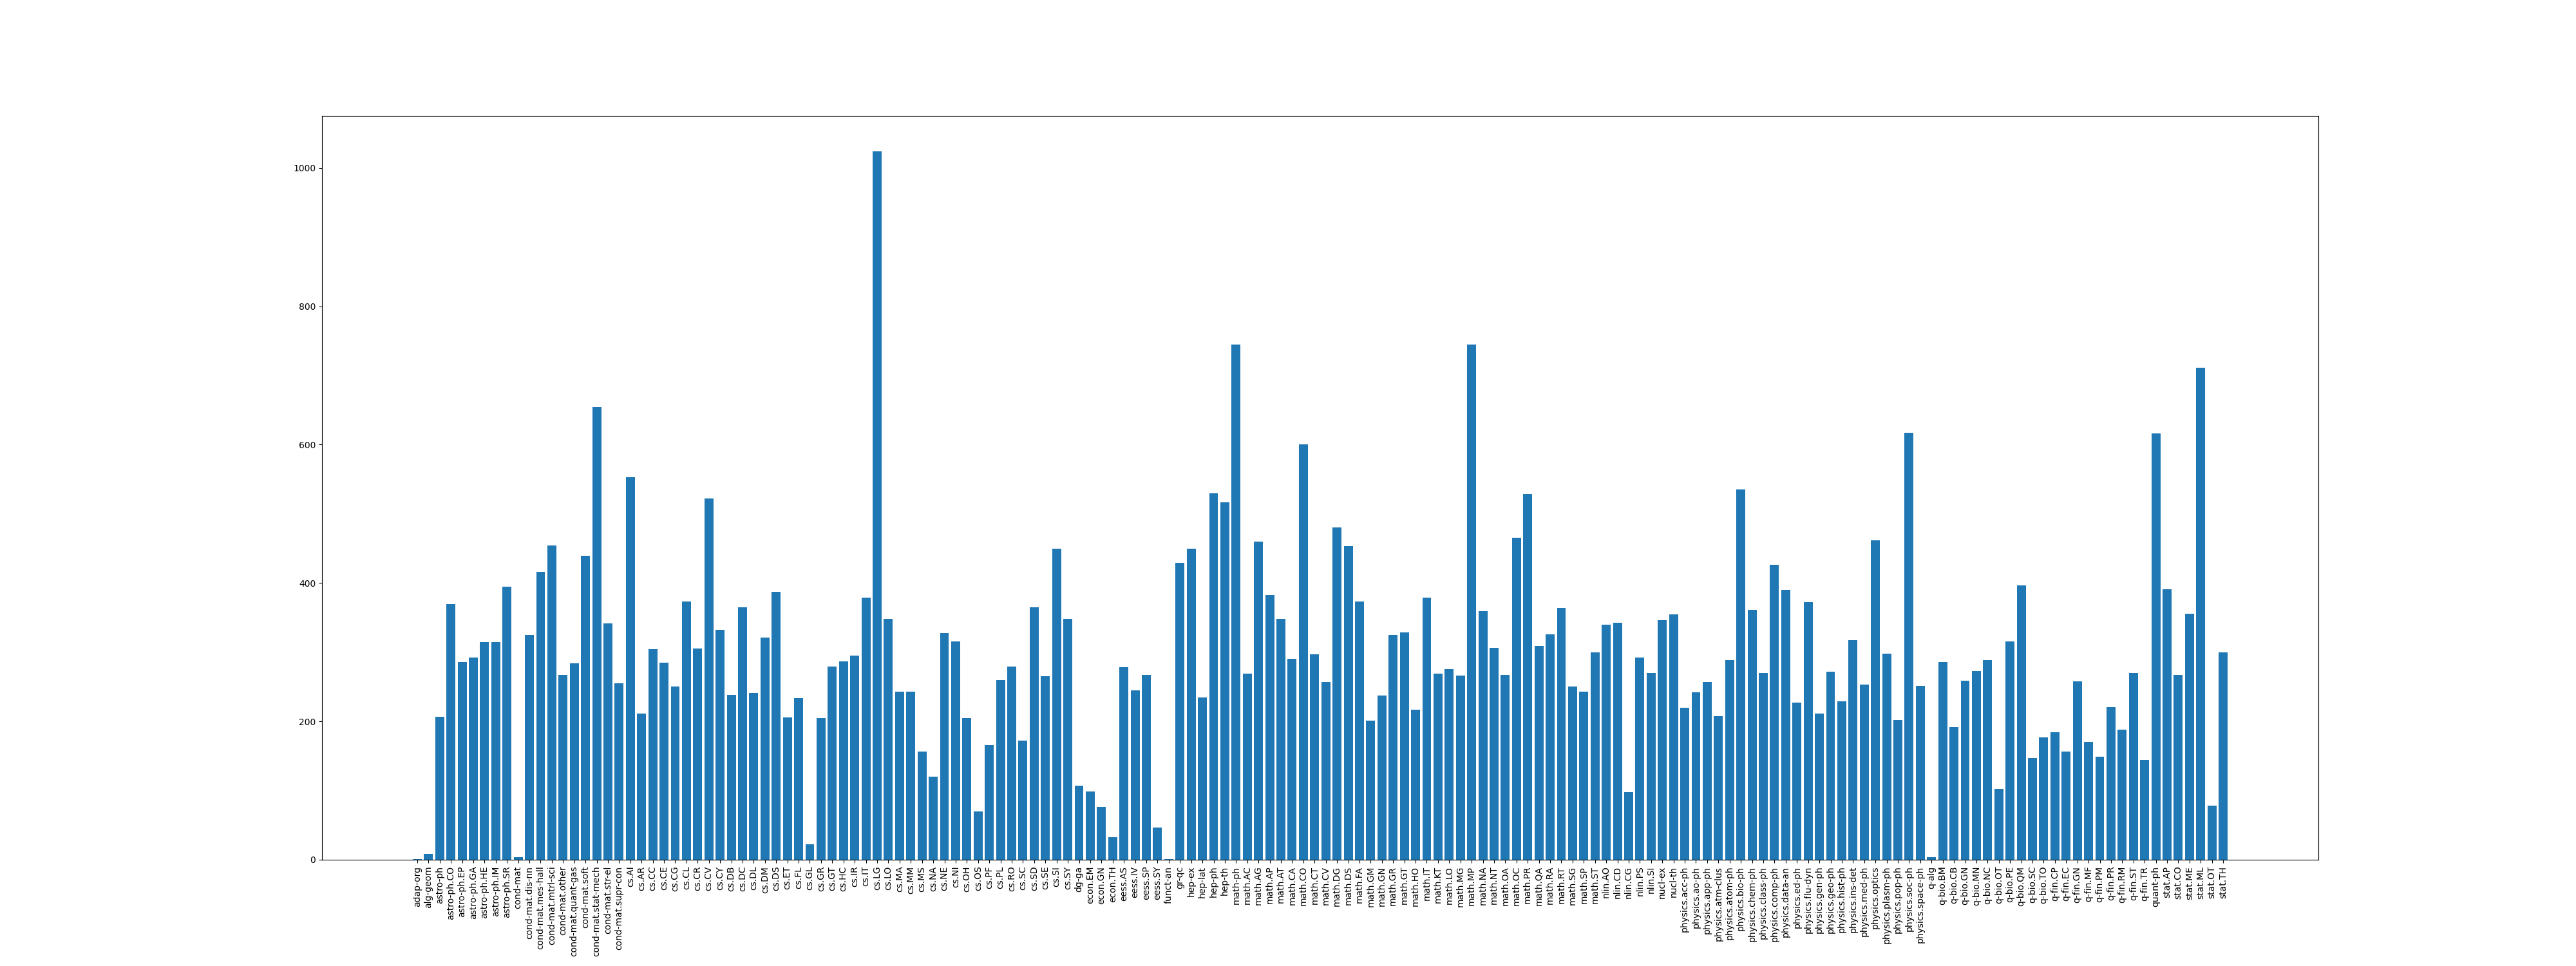 1000
800
600
400
200
0
adap-org
alg-geom
astro-ph
astro-ph.CO
astro-ph.EP
astro-ph.GA
astro-ph.HE
astro-ph.IM
astro-ph.SR
cond-mat
cond-mat.dis-nn
cond-mat.mes-hall
cond-mat.mtrl-sci
cond-mat.other
cond-mat.quant-gas
cond-mat.soft
cond-mat.stat-mech
cond-mat.str-el
cond-mat.supr-con
cs.AI
cs.AR
cs.CC
cs.CE
cs.CG
cs.CL
cs.CR
cs.CV
cs.CY
cs.DB
cs.DC
cs.DL
cs.DM
cs.DS
cs.ET
cs.FL
cs.GL
cs.GR
cs.GT
cs.HC
cs.IR
cs.IT
cs.LG
cs.LO
cs.MA
cs.MM
cs.MS
cs.NA
cs.NE
cs.NI
cs.OH
cs.OS
cs.PF
cs.PL
cs.RO
cs.SC
cs.SD
cs.SE
cs.SI
cs.SY
dg-ga
econ.EM
econ.GN
econ.TH
eess.AS
eess.IV
eess.SP
eess.SY
funct-an
gr-qc
hep-ex
hep-lat
hep-ph
hep-th
math-ph
math.AC
math.AG
math.AP
math.AT
math.CA
math.CO
math.CT
math.CV
math.DG
math.DS
math.FA
math.GM
math.GN
math.GR
math.GT
math.HO
math.IT
math.KT
math.LO
math.MG
math.MP
math.NA
math.NT
math.OA
math.OC
math.PR
math.QA
math.RA
math.RT
math.SG
math.SP
math.ST
nlin.AO
nlin.CD
nlin.CG
nlin.PS
nlin.SI
nucl-ex
nucl-th
physics.acc-ph
physics.ao-ph
physics.app-ph
physics.atm-clus
physics.atom-ph
physics.bio-ph
physics.chem-ph
physics.class-ph
physics.comp-ph
physics.data-an
physics.ed-ph
physics.flu-dyn
physics.gen-ph
physics.geo-ph
physics.hist-ph
physics.ins-det
physics.med-ph
physics.optics
physics.plasm-ph
physics.pop-ph
physics.soc-ph
physics.space-ph
q-alg
q-bio.BM
q-bio.CB
q-bio.GN
q-bio.MN
q-bio.NC
q-bio.OT
q-bio.PE
q-bio.QM
q-bio.SC
q-bio.TO
q-fin.CP
q-fin.EC
q-fin.GN
q-fin.MF
q-fin.PM
q-fin.PR
q-fin.RM
q-fin.ST
q-fin.TR
quant-ph
stat.AP
stat.CO
stat.ME
stat.ML
stat.OT
stat.TH